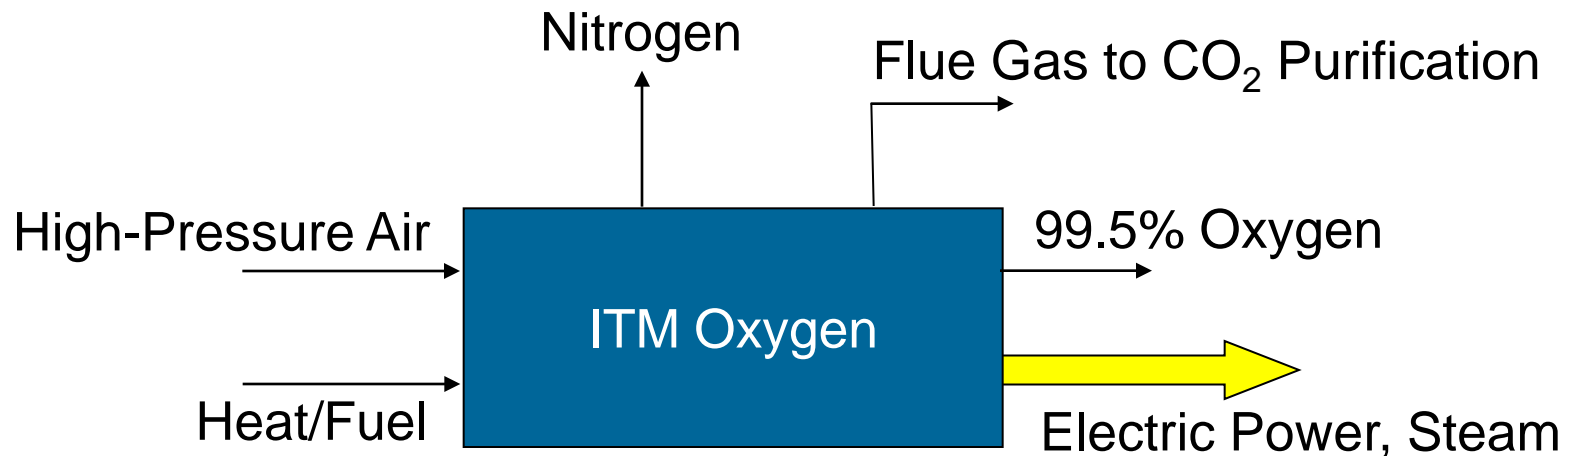 Nitrogen
Flue Gas to CO₂ Purification
High-Pressure Air
99.5% Oxygen
ITM Oxygen
Heat/Fuel
Electric Power, Steam